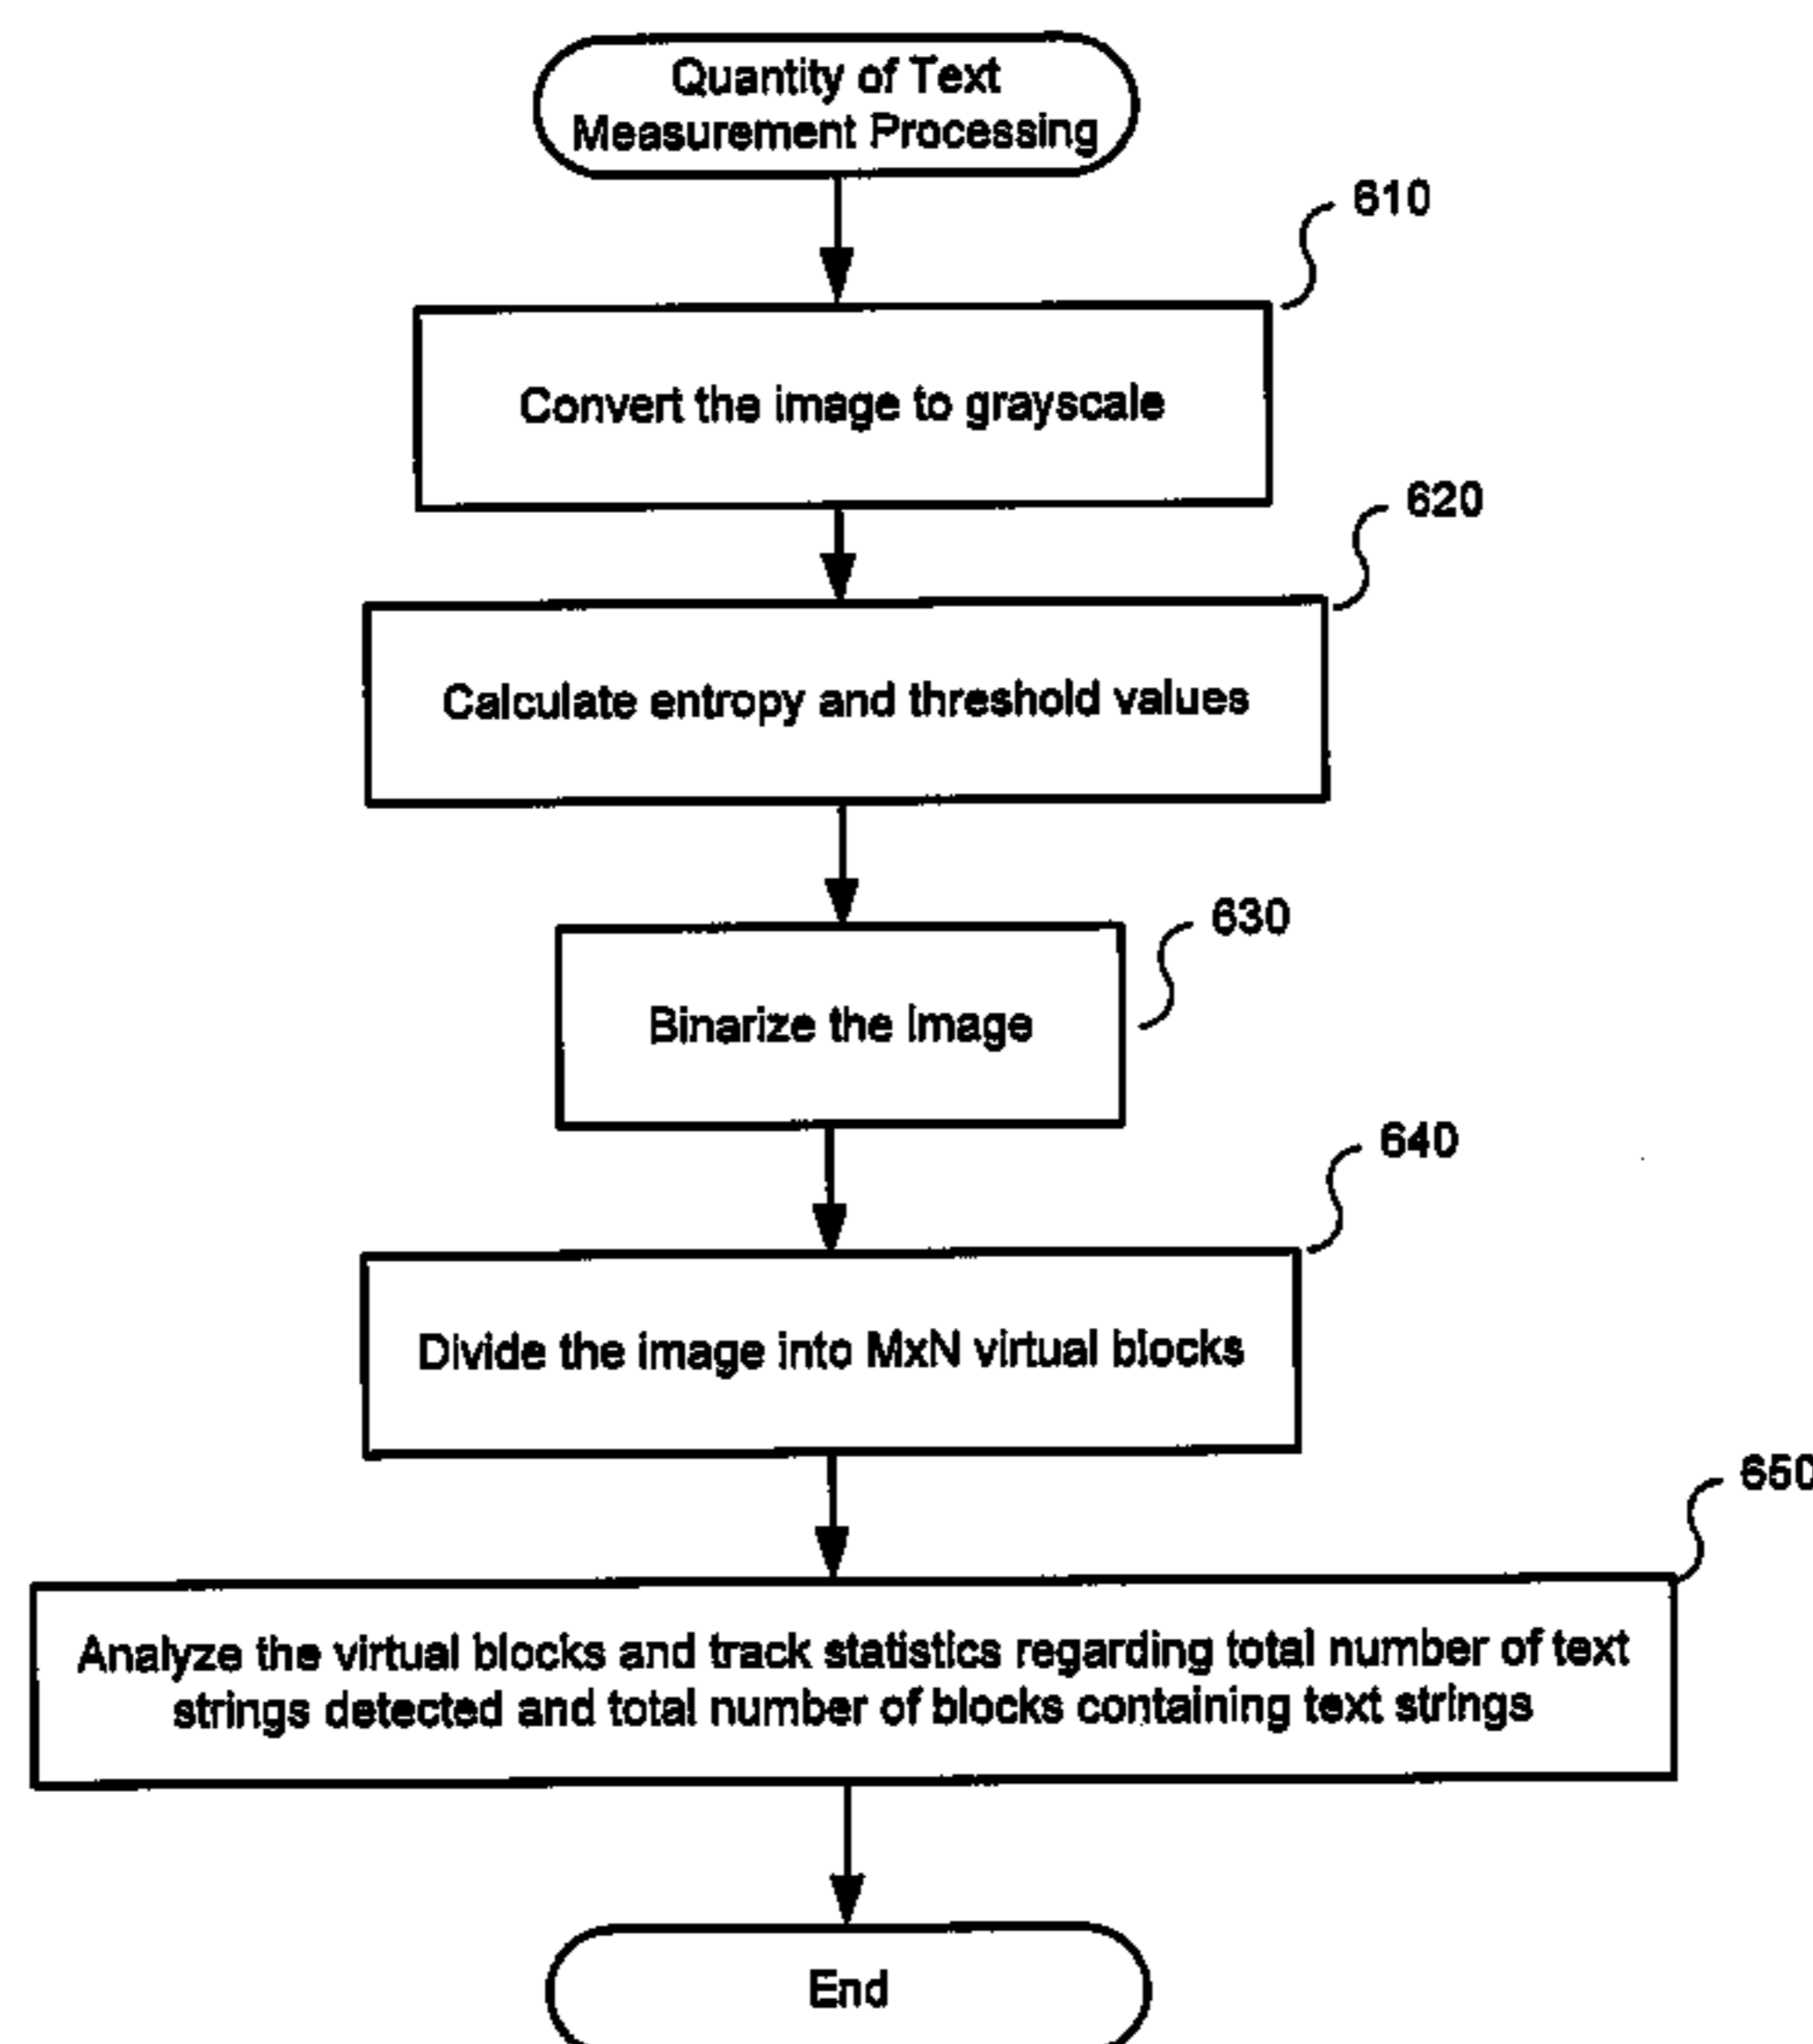 Quantity of Text
Measurement Processing
610
Convert the image to grayscale
620
Calculate entropy and threshold values
630
Binarize the image
640
Divide the image into MxN virtual blocks
650
Analyze the virtual blocks and track statistics regarding total number of text
strings detected and total number of blocks containing text strings
End